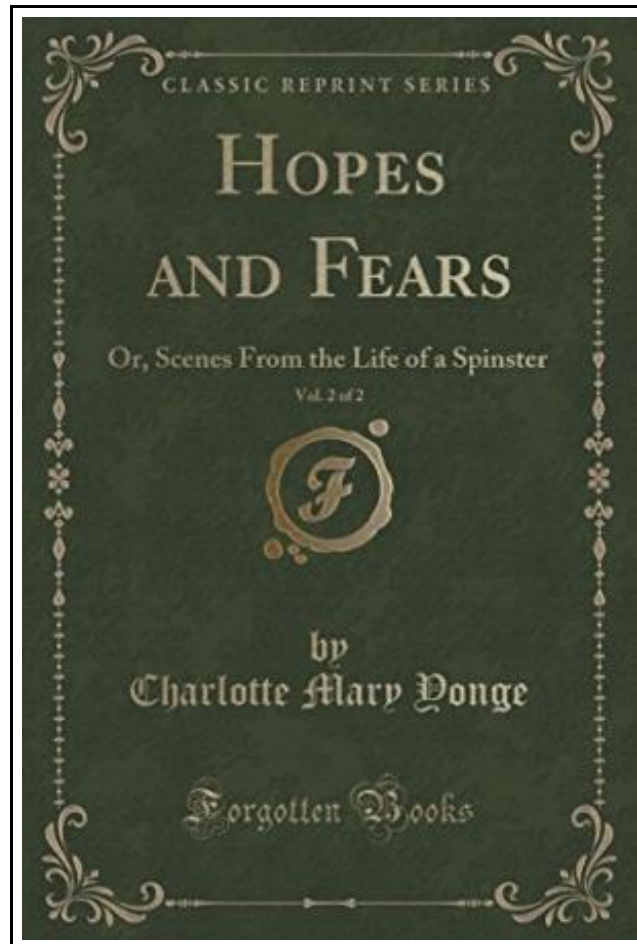 CLASSIC REPRINT SERIES
HOPES
AND FEARS
Or, Scenes From the Life of a Spinster
Vol. 2 of 2
F
by
Charlotte Mary Yonge
Forgotten Books